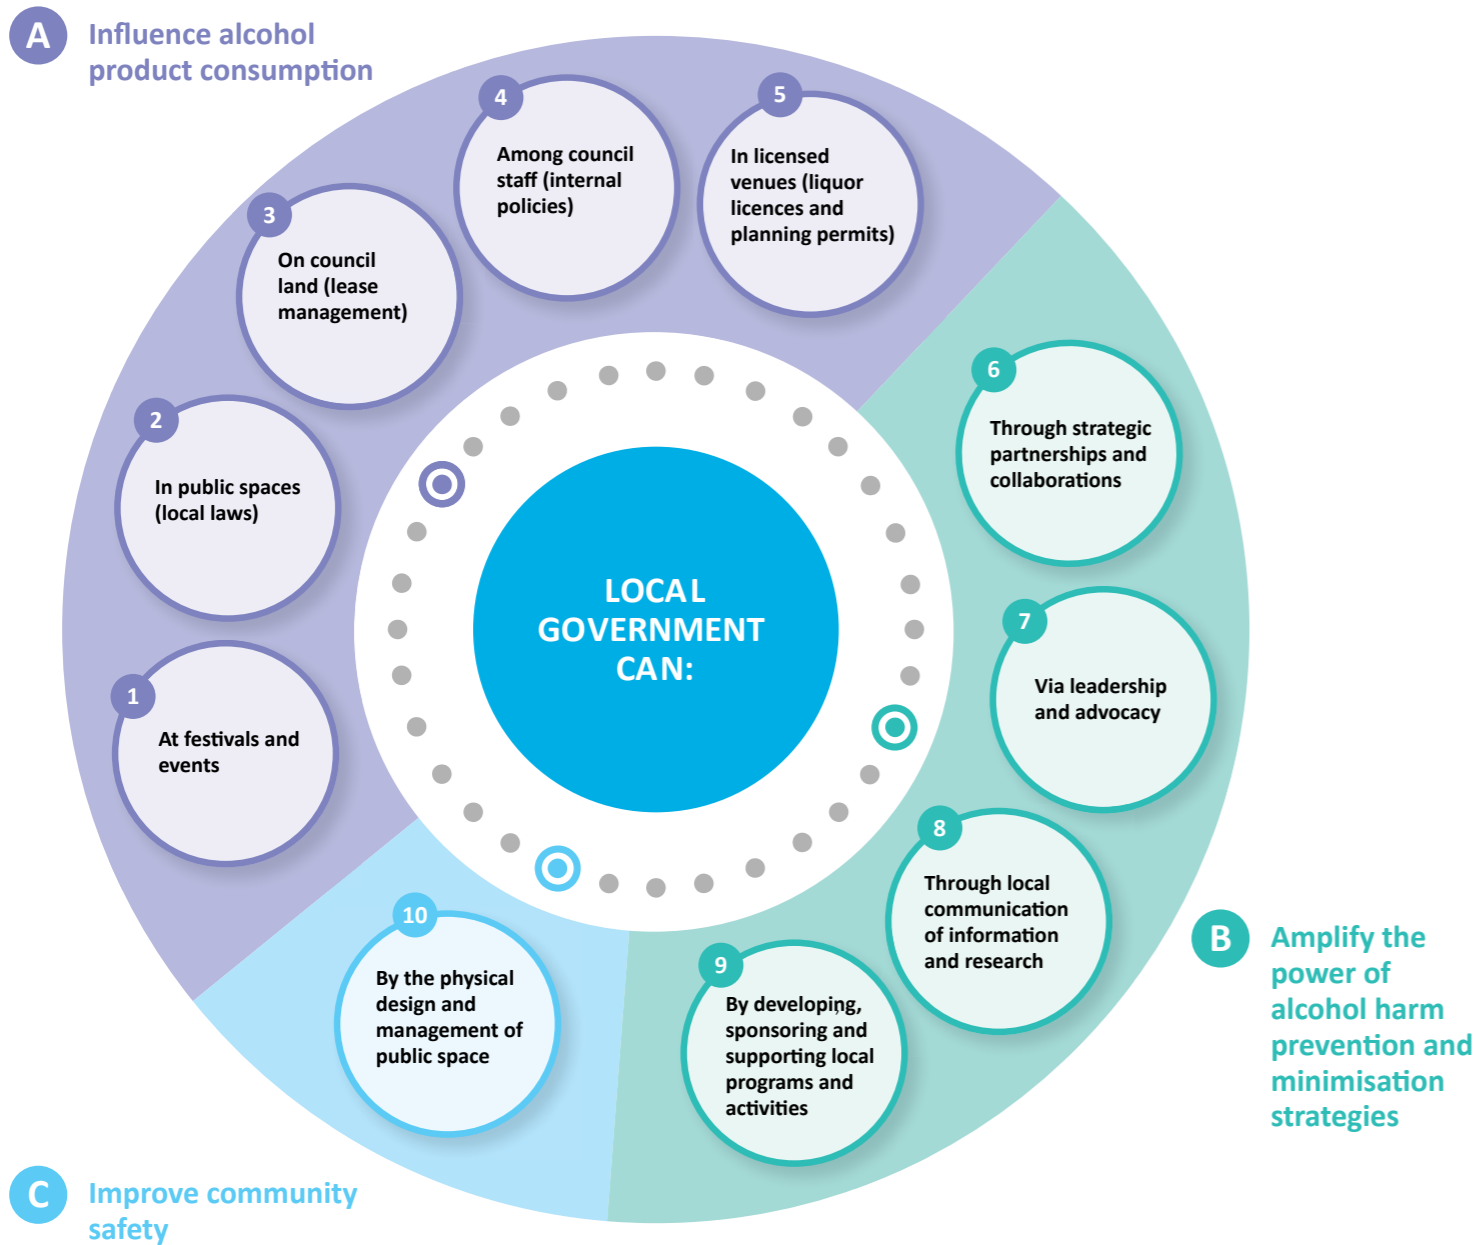 A
Influence alcohol
product consumption
1
At festivals and
events
2
In public spaces
(local laws)
3
On council
land (lease
management)
4
Among council
staff (internal
policies)
5
In licensed
venues (liquor
licences and
planning permits)
6
Through strategic
partnerships and
collaborations
7
Via leadership
and advocacy
8
Through local
communication
of information
and research
9
By developing,
sponsoring and
supporting local
programs and
activities
10
By the physical
design and
management of
public space
LOCAL
GOVERNMENT
CAN:
B
Amplify the
power of
alcohol harm
prevention and
minimisation
strategies
C
Improve community
safety